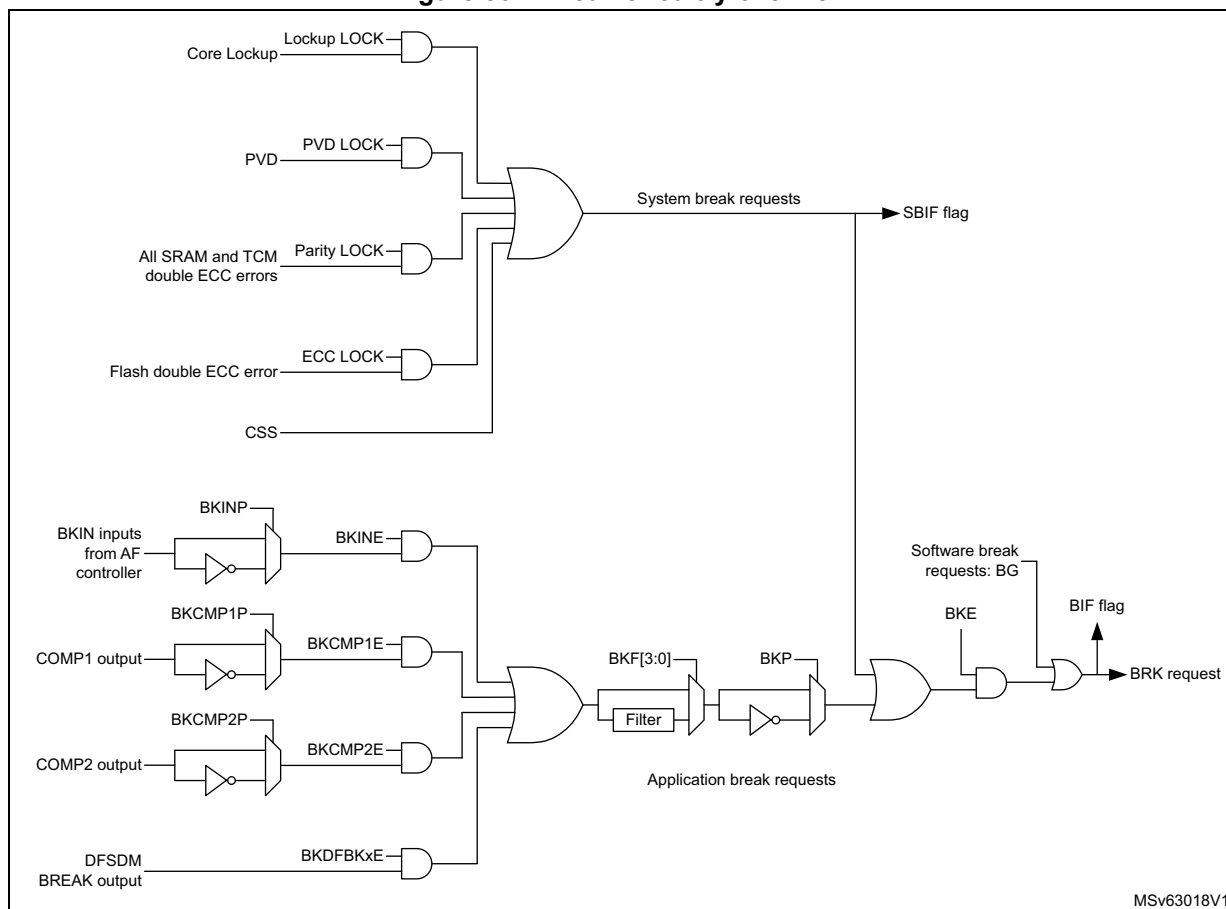 Lockup LOCK
Core Lockup
PVD LOCK
PVD
Parity LOCK
All SRAM and TCM
double ECC errors
ECC LOCK
Flash double ECC error
CSS
System break requests
SBIF flag
BKINP
BKIN inputs
from AF
controller
BKINE
BKCMP1P
BKCMP1E
COMP1 output
BKCMP2P
BKCMP2E
COMP2 output
BKDFBKxE
DFSDM
BREAK output
BKF[3:0]
Filter
BKP
Application break requests
Software break
requests: BG
BKE
BIF flag
BRK request
MSv63018V1